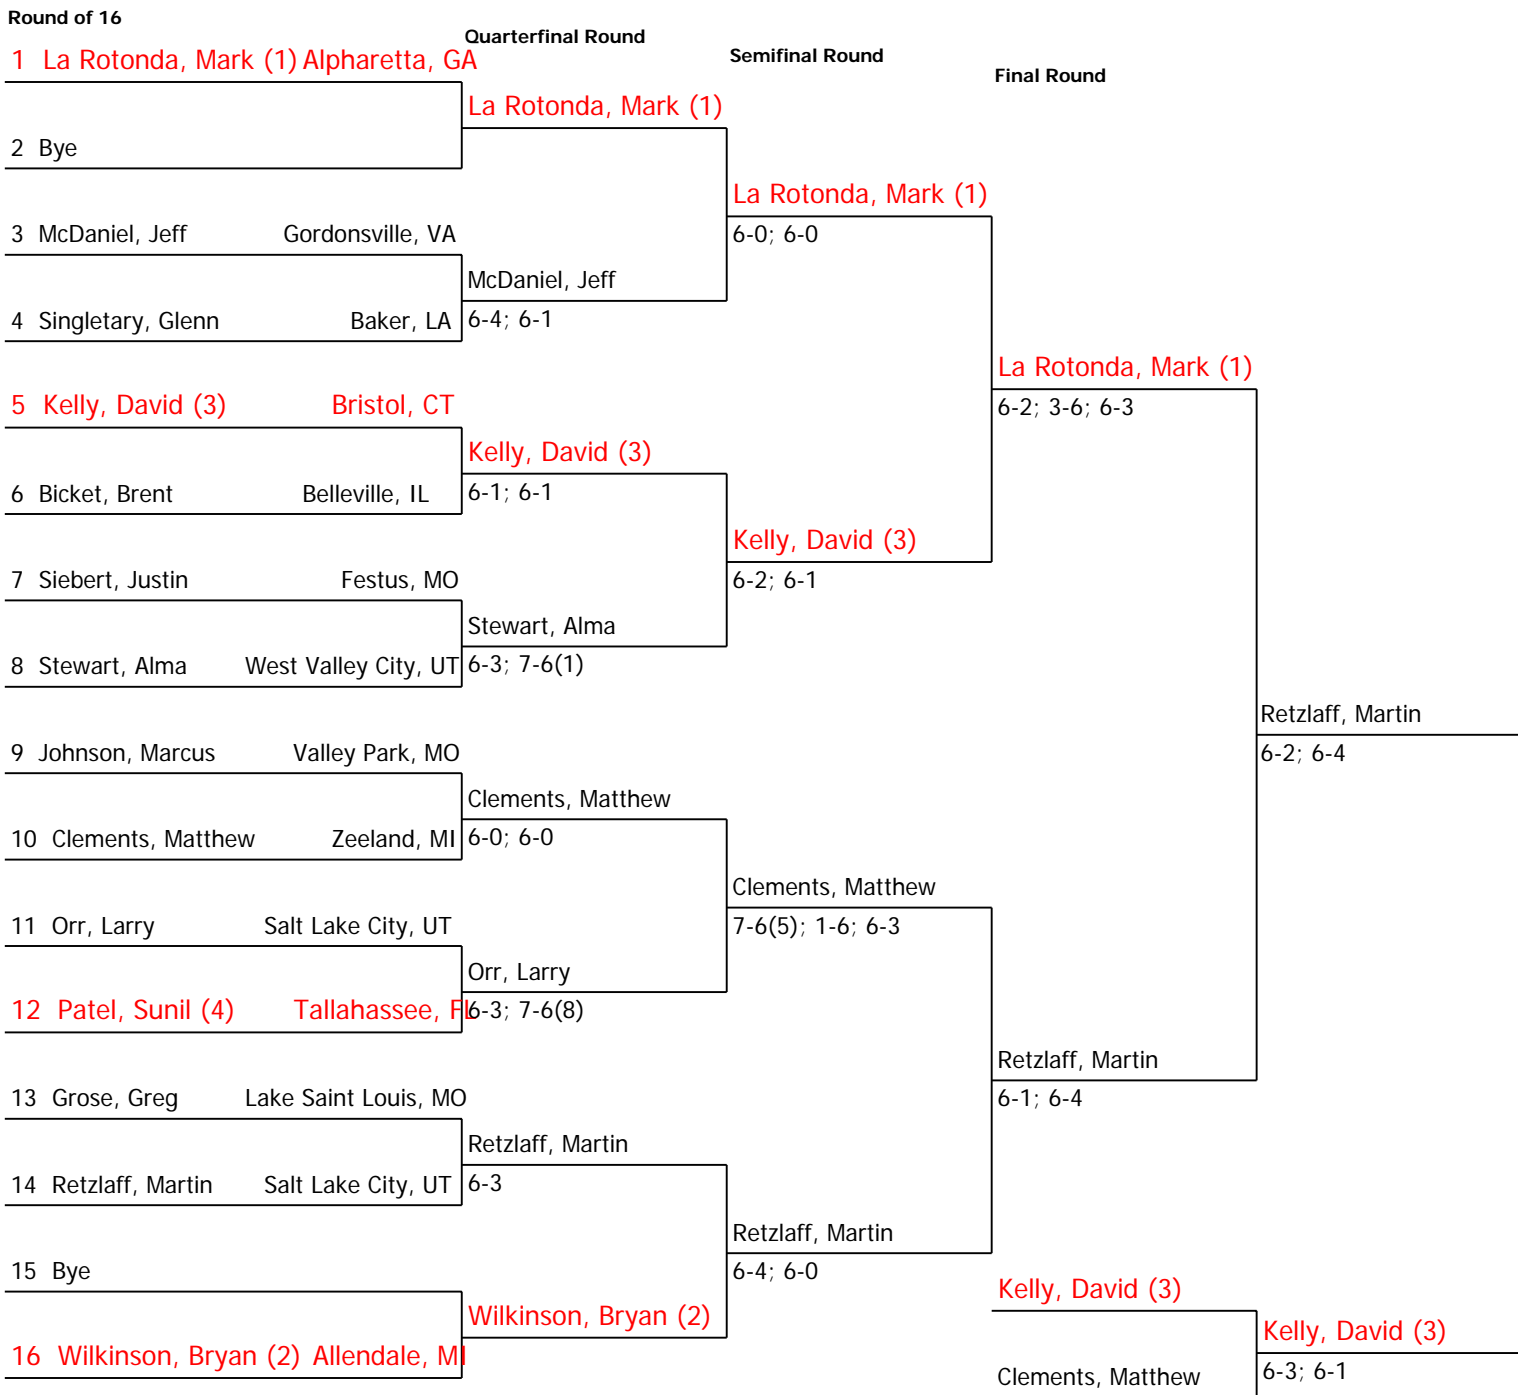 Round of 16
Quarterfinal Round
Semifinal Round
Final Round
1 La Rotonda, Mark (1) Alpharetta, GA
La Rotonda, Mark (1)
2 Bye
La Rotonda, Mark (1)
6-0; 6-0
3 McDaniel, Jeff Gordonsville, VA
McDaniel, Jeff
6-4; 6-1
4 Singletary, Glenn Baker, LA
La Rotonda, Mark (1)
6-2; 3-6; 6-3
5 Kelly, David (3) Bristol, CT
Kelly, David (3)
6-1; 6-1
6 Bicket, Brent Belleville, IL
Kelly, David (3)
6-2; 6-1
7 Siebert, Justin Festus, MO
Stewart, Alma
6-3; 7-6(1)
8 Stewart, Alma West Valley City, UT
Retzlaff, Martin
6-2; 6-4
9 Johnson, Marcus Valley Park, MO
Clements, Matthew
6-0; 6-0
10 Clements, Matthew Zeeland, MI
Clements, Matthew
7-6(5); 1-6; 6-3
11 Orr, Larry Salt Lake City, UT
Orr, Larry
6-3; 7-6(8)
12 Patel, Sunil (4) Tallahassee, FL
Retzlaff, Martin
6-1; 6-4
13 Grose, Greg Lake Saint Louis, MO
Retzlaff, Martin
6-3
14 Retzlaff, Martin Salt Lake City, UT
Retzlaff, Martin
6-4; 6-0
15 Bye
Wilkinson, Bryan (2)
16 Wilkinson, Bryan (2) Allendale, MI
Kelly, David (3)
Kelly, David (3)
6-3; 6-1
Clements, Matthew